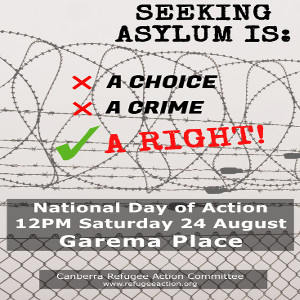 SEEKING
ASYLUM IS:
A CHOICE
A CRIME
A RIGHT!
National Day of Action
12PM Saturday 24 August
Garema Place
Canberra Refugee Action Committee
www.refugeeaction.org